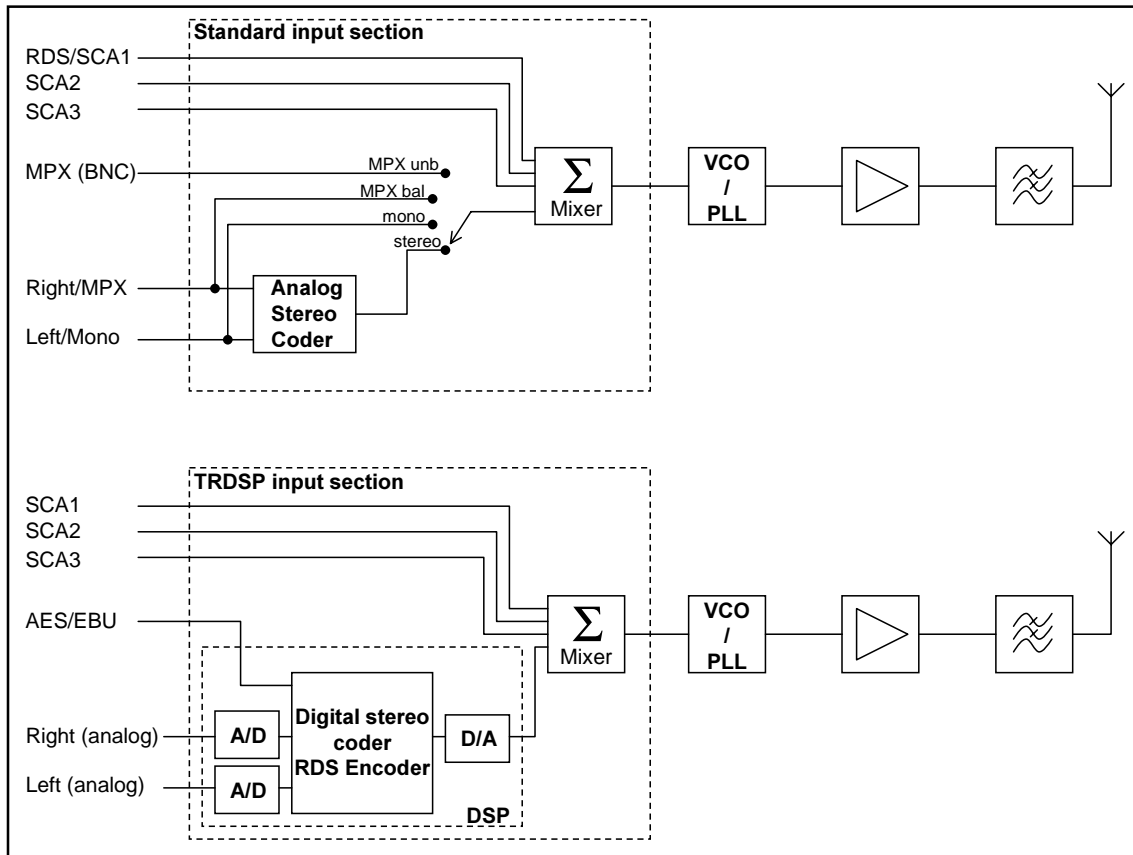 Standard input section
RDS/SCA1
SCA2
SCA3
MPX (BNC)
MPX unb
MPX bal
mono
stereo
Right/MPX
Left/Mono
Analog
Stereo
Coder
Σ
Mixer
VCO
/
PLL
TRDSP input section
SCA1
SCA2
SCA3
AES/EBU
Right (analog)
Left (analog)
A/D
A/D
Digital stereo
coder
RDS Encoder
D/A
DSP
Σ
Mixer
VCO
/
PLL